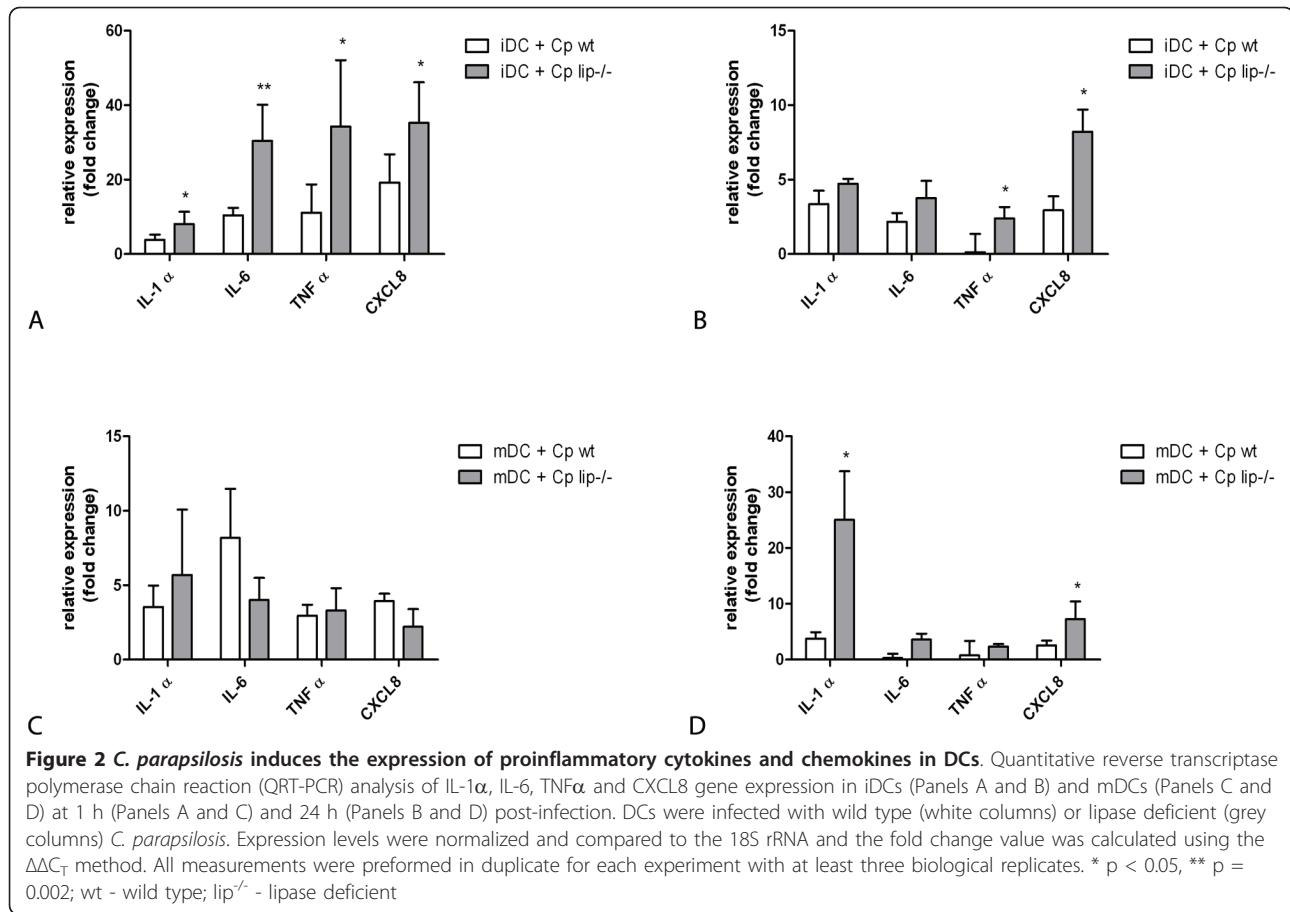 60
40
20
0
relative expression
(fold change)
*
**
*
*
IL-1 α
IL-6
TNF α
CXCL8
iDC + Cp wt
iDC + Cp lip-/-
A
15
10
5
0
relative expression
(fold change)
*
*
IL-1 α
IL-6
TNF α
CXCL8
iDC + Cp wt
iDC + Cp lip-/-
B
15
10
5
0
relative expression
(fold change)
IL-1 α
IL-6
TNF α
CXCL8
mDC + Cp wt
mDC + Cp lip-/-
C
40
30
20
10
0
relative expression
(fold change)
*
*
IL-1 α
IL-6
TNF α
CXCL8
mDC + Cp wt
mDC + Cp lip-/-
D
Figure 2 C. parapsilosis induces the expression of proinflammatory cytokines and chemokines in DCs. Quantitative reverse transcriptase
polymerase chain reaction (QRT-PCR) analysis of IL-1α, IL-6, TNFα and CXCL8 gene expression in iDCs (Panels A and B) and mDCs (Panels C and
D) at 1 h (Panels A and C) and 24 h (Panels B and D) post-infection. DCs were infected with wild type (white columns) or lipase deficient (grey
columns) C. parapsilosis. Expression levels were normalized and compared to the 18S rRNA and the fold change value was calculated using the
ΔΔCT method. All measurements were preformed in duplicate for each experiment with at least three biological replicates. * p < 0.05, ** p =
0.002; wt - wild type; lip-/- - lipase deficient